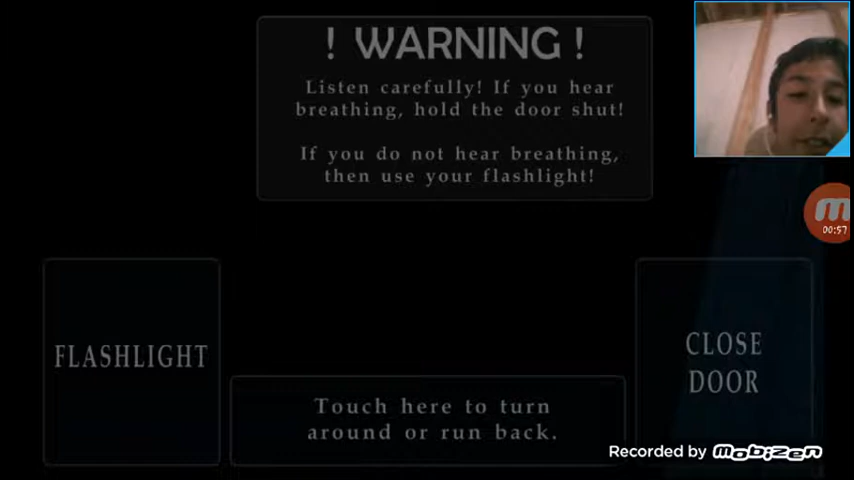 ! WARNING !
Listen carefully! If you hear
breathing, hold the door shut!
If you do not hear breathing,
then use your flashlight!
00:57
FLASHLIGHT
CLOSE
DOOR
Touch here to turn
around or run back.
Recorded by mobizen